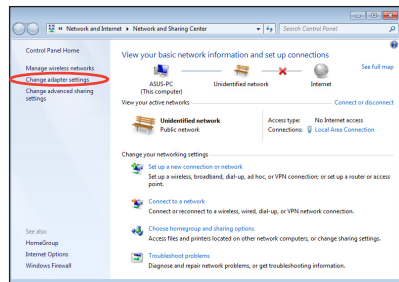 « Network and Internet ▸ Network and Sharing Center
Search Control Panel
Control Panel Home
Manage wireless networks
Change adapter settings
Change advanced sharing
settings
See also
HomeGroup
Internet Options
Windows Firewall
View your basic network information and set up connections
See full map
ASUS-PC
(This computer)
Unidentified network
Internet
View your active networks
Connect or disconnect
Unidentified network
Public network
Access type: No Internet access
Connections: Local Area Connection
Change your networking settings
Set up a new connection or network
Set up a wireless, broadband, dial-up, ad hoc, or VPN connection; or set up a router or access
point.
Connect to a network
Connect or reconnect to a wireless, wired, dial-up, or VPN network connection.
Choose homegroup and sharing options
Access files and printers located on other network computers, or change sharing settings.
Troubleshoot problems
Diagnose and repair network problems, or get troubleshooting information.